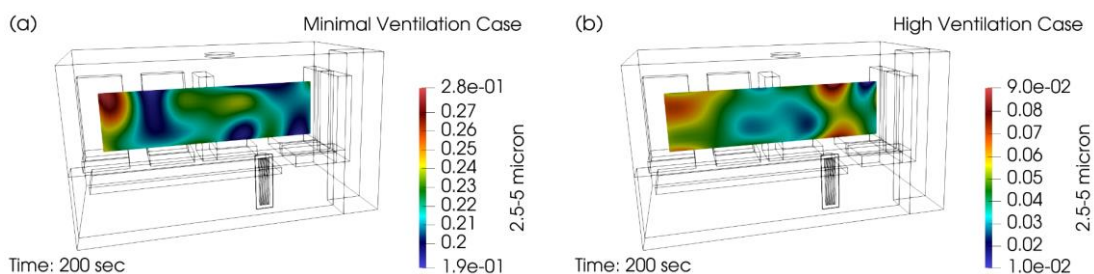 (a)
Minimal Ventilation Case
2.8e-01
0.27
0.26
0.25
0.24
0.23
0.22
0.21
0.2
1.9e-01
2.5-5 micron
Time: 200 sec
(b)
High Ventilation Case
9.0e-02
0.08
0.07
0.06
0.05
0.04
0.03
0.02
1.0e-02
2.5-5 micron
Time: 200 sec